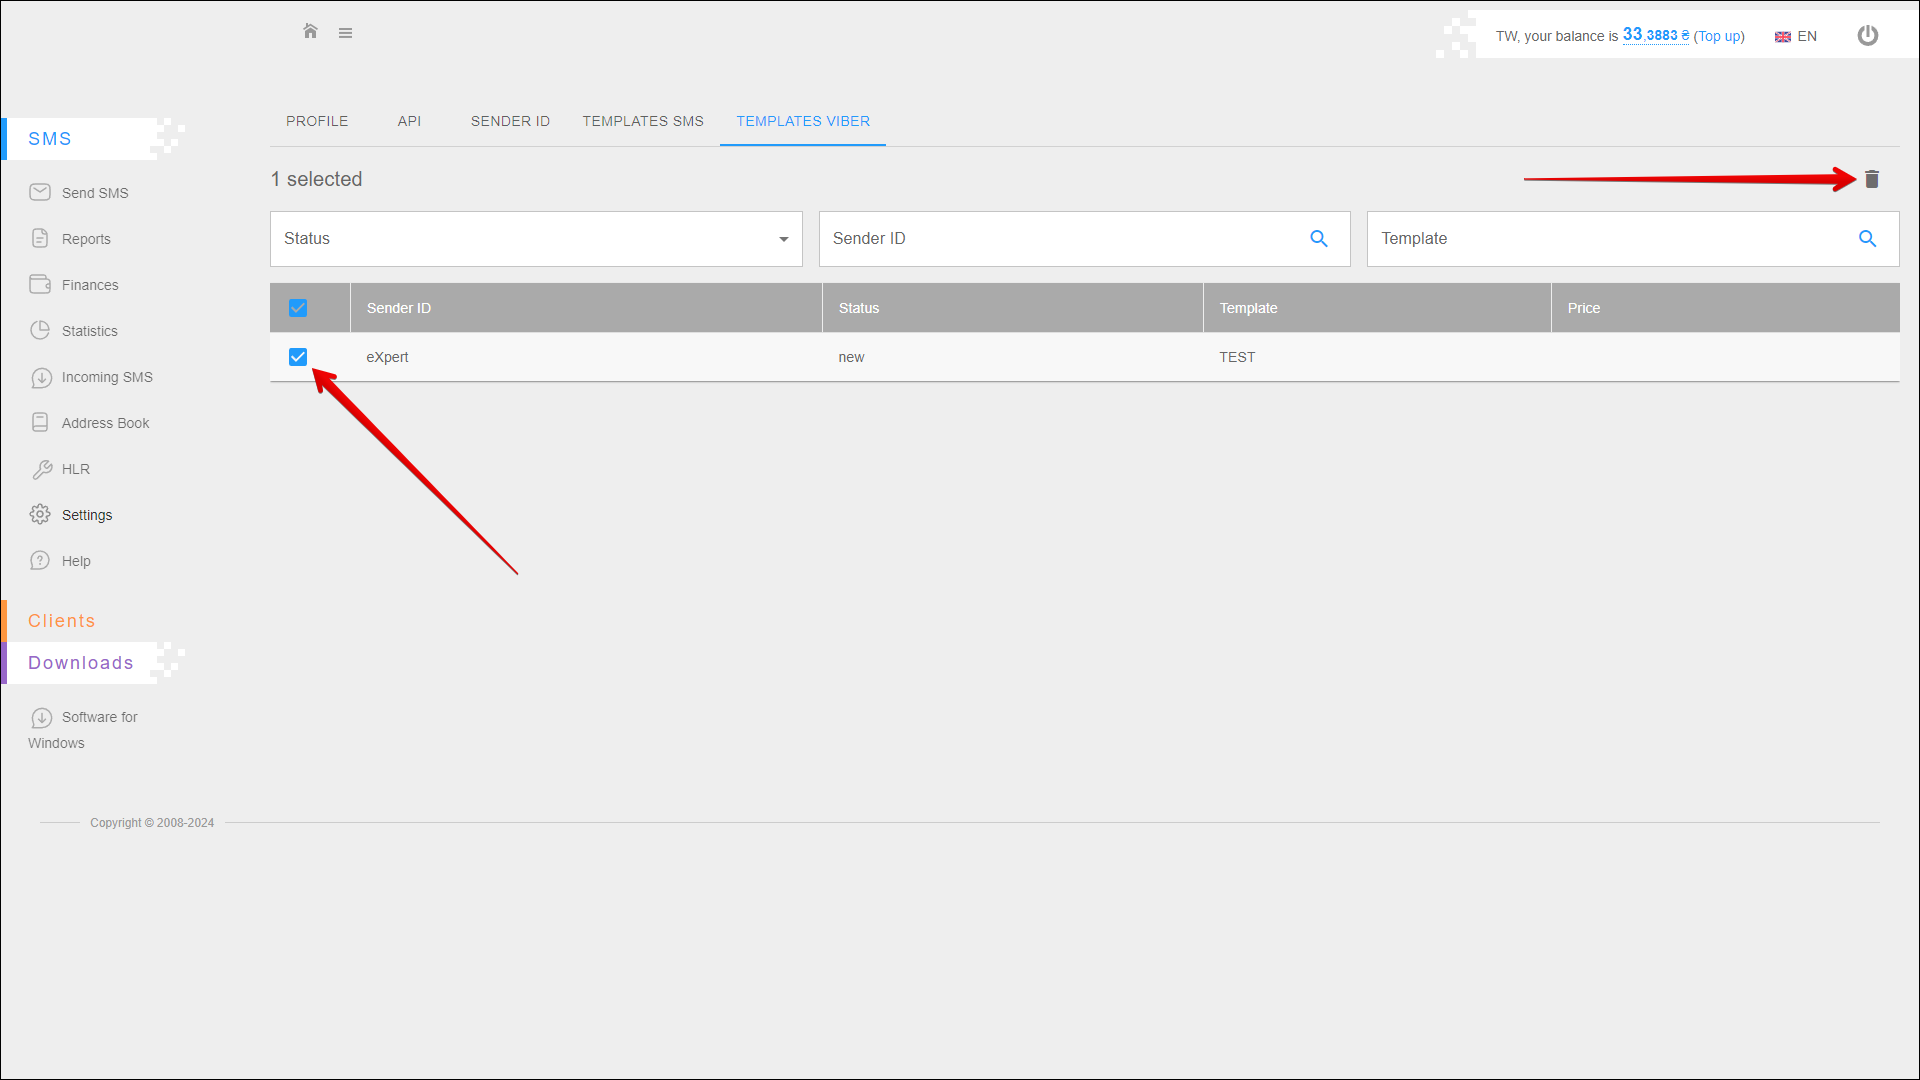 TW, your balance is 33,3883 ₴ (Top up)
EN
SMS
Send SMS
Reports
Finances
Statistics
Incoming SMS
Address Book
HLR
Settings
Help
Clients
Downloads
Software for
Windows
PROFILE
API
SENDER ID
TEMPLATES SMS
TEMPLATES VIBER
1 selected
Status
Sender ID
Template
Sender ID Status Template Price
eXpert new TEST
Copyright © 2008-2024